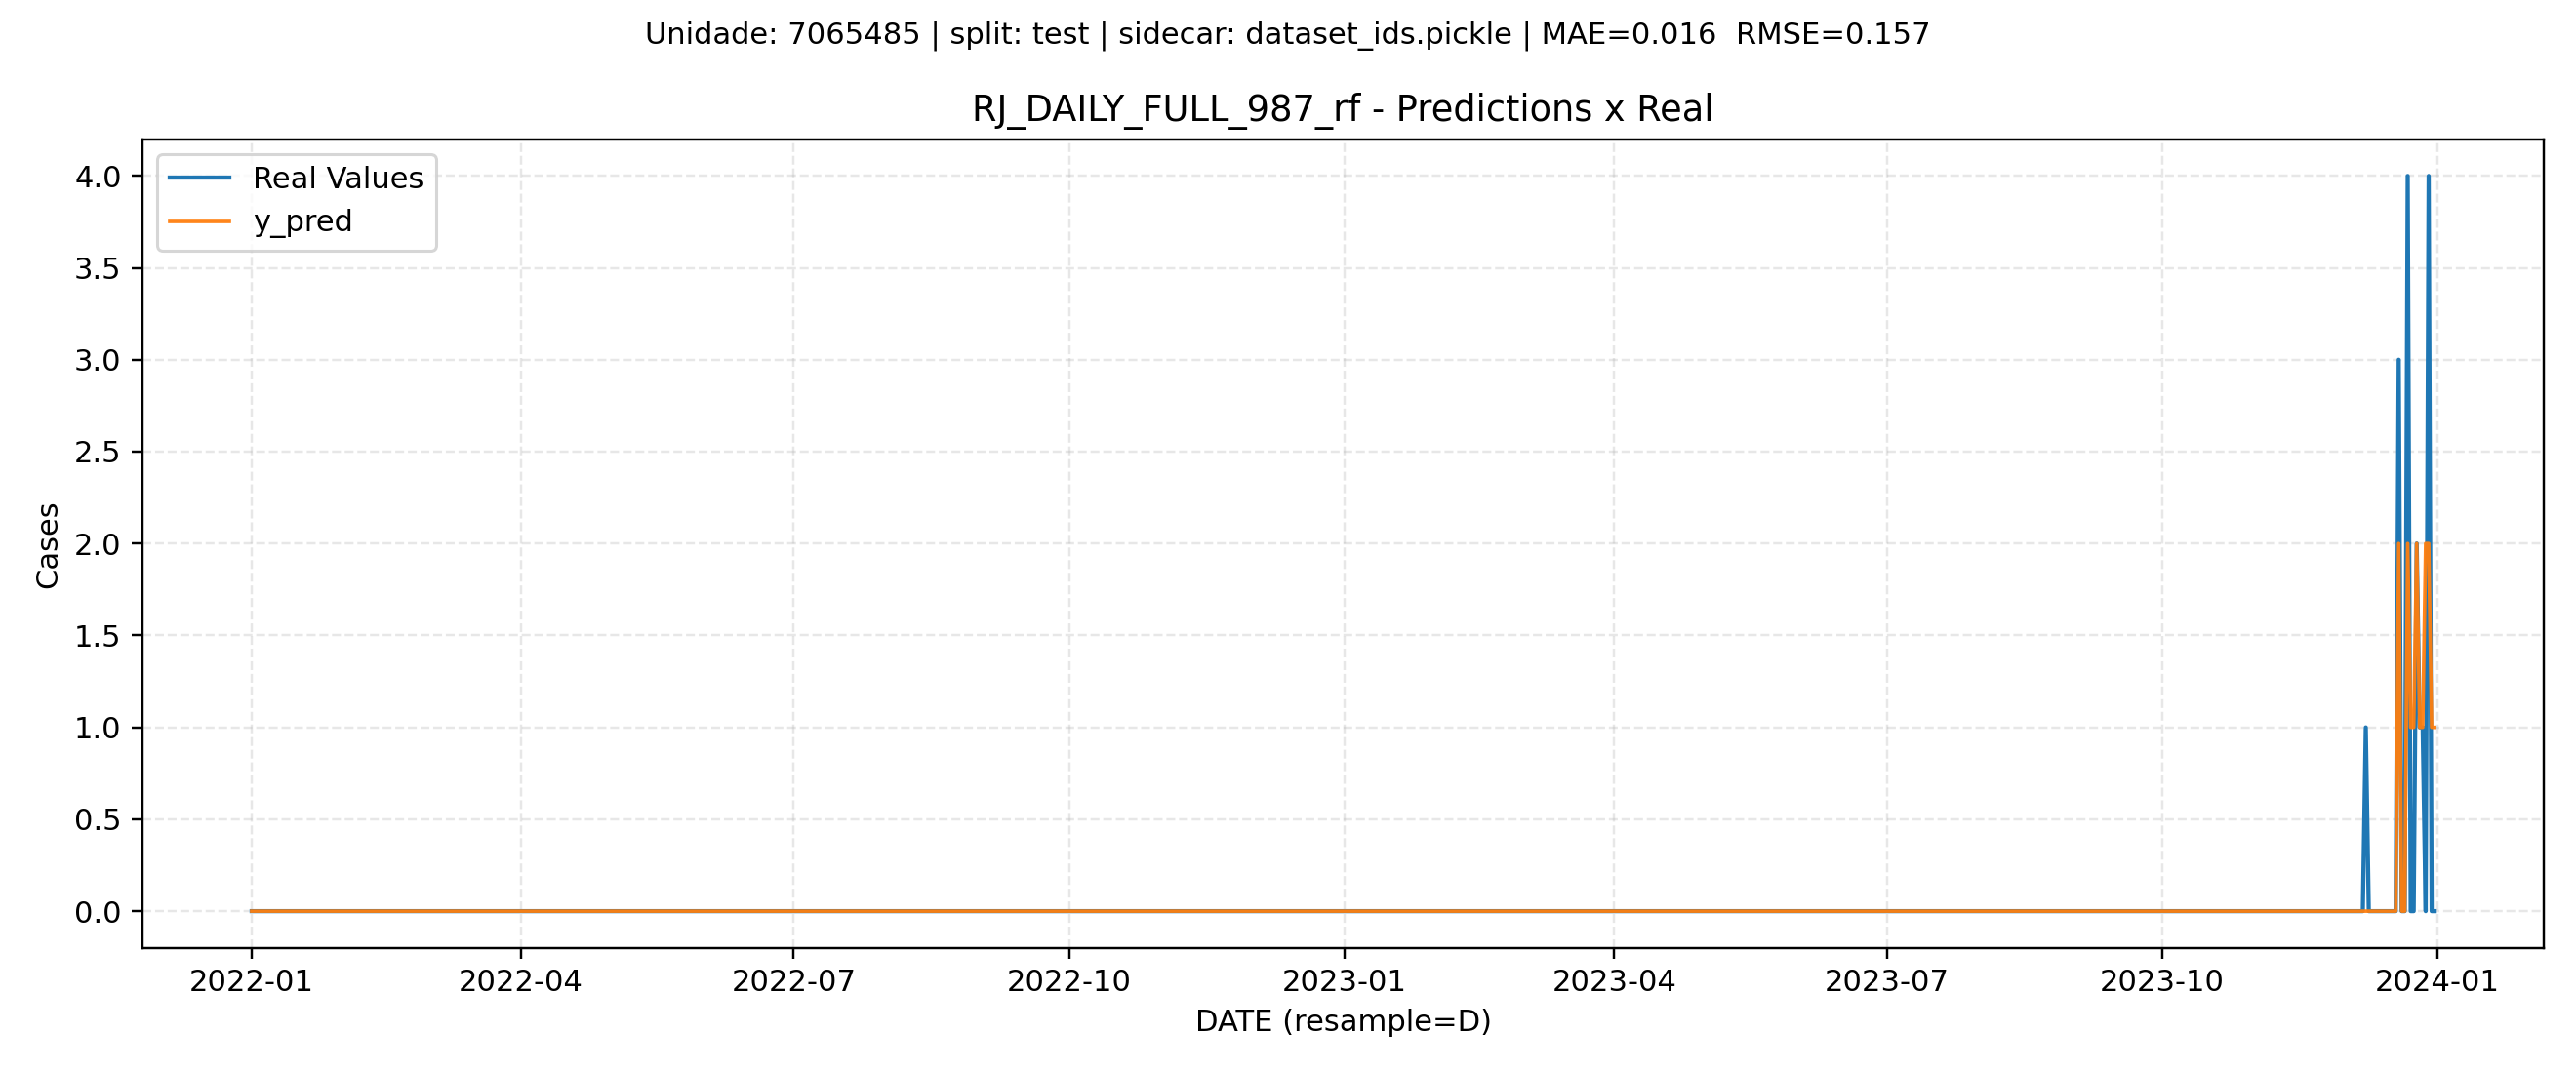 Unidade: 7065485 | split: test | sidecar: dataset_ids.pickle | MAE=0.016  RMSE=0.157
RJ_DAILY_FULL_987_rf - Predictions x Real
Real Values
y_pred
Cases
4.0
3.5
3.0
2.5
2.0
1.5
1.0
0.5
0.0
2022-01 2022-04 2022-07 2022-10 2023-01 2023-04 2023-07 2023-10 2024-01
DATE (resample=D)